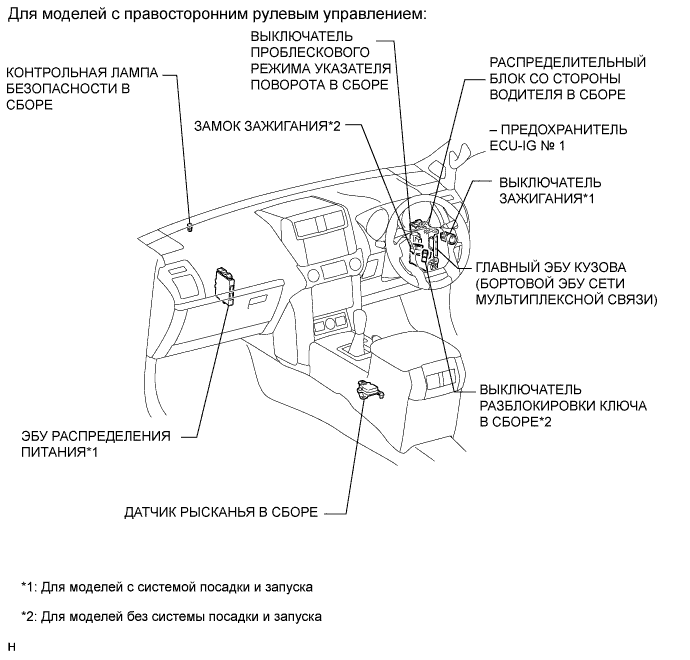 Для моделей с правосторонним рулевым управлением:
ВЫКЛЮЧАТЕЛЬ
ПРОБЛЕСКОВОГО
РЕЖИМА УКАЗАТЕЛЯ
ПОВОРОТА В СБОРЕ
РАСПРЕДЕЛИТЕЛЬНЫЙ
БЛОК СО СТОРОНЫ
ВОДИТЕЛЯ В СБОРЕ
КОНТРОЛЬНАЯ ЛАМПА
БЕЗОПАСНОСТИ В
СБОРЕ
ЗАМОК ЗАЖИГАНИЯ*2
– ПРЕДОХРАНИТЕЛЬ
ECU-IG № 1
ВЫКЛЮЧАТЕЛЬ
ЗАЖИГАНИЯ*1
ГЛАВНЫЙ ЭБУ КУЗОВА
(БОРТОВОЙ ЭБУ СЕТИ
МУЛЬТИПЛЕКСНОЙ СВЯЗИ)
ВЫКЛЮЧАТЕЛЬ
РАЗБЛОКИРОВКИ КЛЮЧА
В СБОРЕ*2
ЭБУ РАСПРЕДЕЛЕНИЯ
ПИТАНИЯ*1
ДАТЧИК РЫСКАНЬЯ В СБОРЕ
*1: Для моделей с системой посадки и запуска
*2: Для моделей без системы посадки и запуска
H